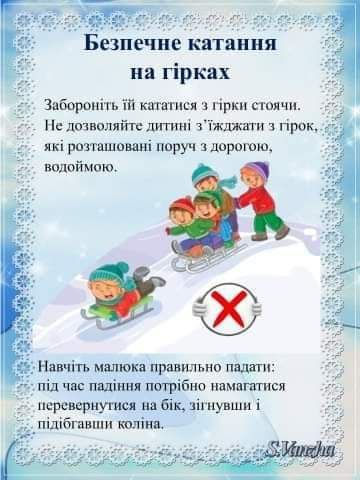 Безпечне катання
на гірках
Забороніть їй кататися з гірки стоячи.
Не дозволяйте дитині з’їжджати з гірок,
які розташовані поруч з дорогою,
водоймою.
Навчіть малюка правильно падати:
під час падіння потрібно намагатися
перевернутися на бік, зігнувши і
підібгавши коліна.
S.Vanzha